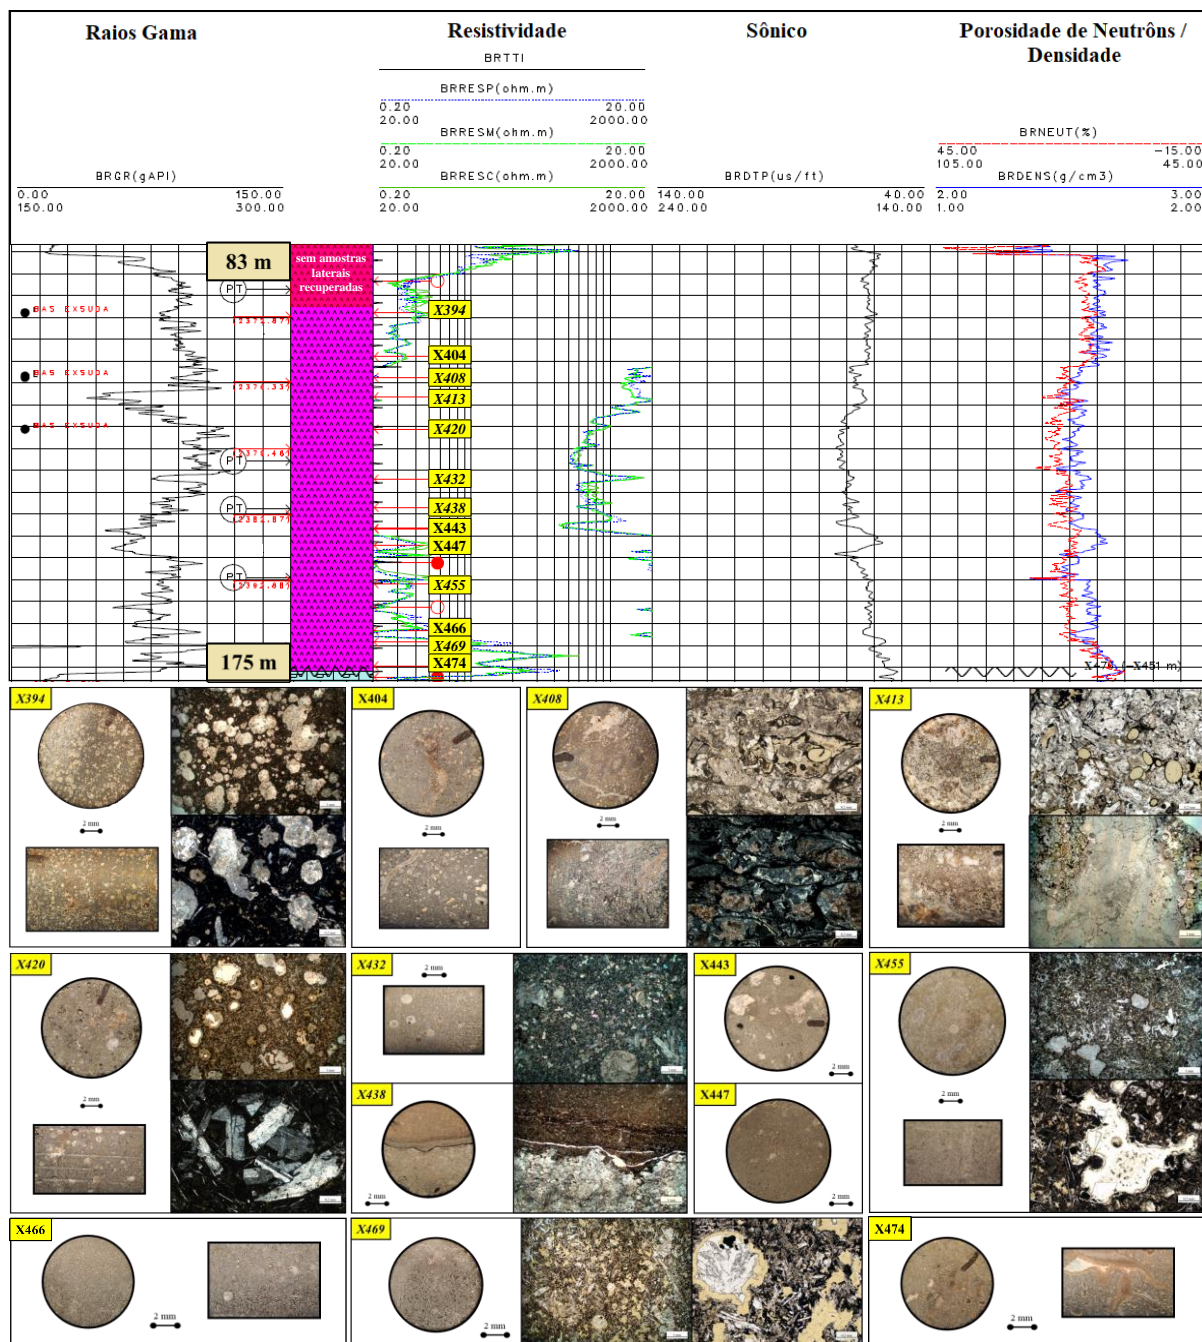 Raios Gama
Resistividade
Sônico
Porosidade de Neutrôns /
Densidade
BRTTI
BRRESP(ohm.m)
0.20 20.00
20.00 2000.00
BRRESM(ohm.m)
0.20 20.00
20.00 2000.00
BRRESC(ohm.m)
0.20 20.00
20.00 2000.00
BRGR(gAPI)
0.00 150.00
150.00 300.00
BRDTP(us/ft)
140.00 40.00
240.00 140.00
BRNEUT(%)
45.00 -15.00
105.00 45.00
BRDENS(g/cm3)
2.00 3.00
1.00 2.00
83 m
sem amostras
laterais
recuperadas
PT
X394
X404
X408
X413
X420
PT
X432
PT
X438
X443
X447
PT
X455
X466
X469
175 m
X474
(-X451 m)
X394
2 mm
X404
2 mm
X408
2 mm
X413
2 mm
X420
2 mm
X432
2 mm
X438
2 mm
X443
2 mm
X447
2 mm
X455
2 mm
X466
2 mm
X469
2 mm
X474
2 mm